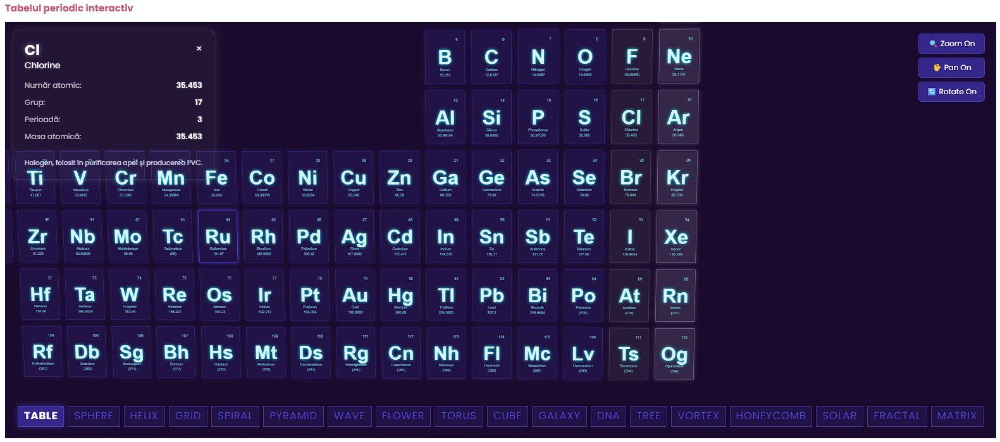 Tabelul periodic interactiv
Cl
×
Chlorine
Număr atomic: 35.453
Grup: 17
Perioadă: 3
Masa atomică: 35.453
Halogen, folosit în purificarea apei și producerea PVC.
Zoom On
Pan On
Rotate On
5 6 7 8 9 10
B C N O F Ne
Boron Carbon Nitrogen Oxygen Fluorine Neon
10.811 12.0107 14.0067 15.9994 18.99840 20.1797
13 14 15 16 17 18
Al Si P S Cl Ar
Aluminium Silicon Phosphorus Sulfur Chlorine Argon
26.98154 28.0855 30.97376 32.065 35.453 39.948
26 27 28 29 30 31 32 33 34 35 36
Ti V Cr Mn Fe Co Ni Cu Zn Ga Ge As Se Br Kr
Titanium Vanadium Chromium Manganese Iron Cobalt Nickel Copper Zinc Gallium Germanium Arsenic Selenium Bromine Krypton
47.867 50.9415 51.9961 54.93804 55.845 58.93319 58.6934 63.546 65.38 69.723 72.63 74.9216 78.96 79.904 83.798
40 41 42 43 44 45 46 47 48 49 50 51 52 53 54
Zr Nb Mo Tc Ru Rh Pd Ag Cd In Sn Sb Te I Xe
Zirconium Niobium Molybdenum Technetium Ruthenium Rhodium Palladium Silver Cadmium Indium Tin Antimony Tellurium Iodine Xenon
91.224 92.90638 95.96 (98) 101.07 102.9055 106.42 107.8682 112.411 114.818 118.71 121.76 127.60 126.9044 131.293
72 73 74 75 76 77 78 79 80 81 82 83 84 85 86
Hf Ta W Re Os Ir Pt Au Hg Tl Pb Bi Po At Rn
Hafnium Tantalum Tungsten Rhenium Osmium Iridium Platinum Gold Mercury Thallium Lead Bismuth Polonium Astatine Radon
178.49 180.9479 183.84 186.207 190.23 192.217 195.084 196.9666 200.59 204.3833 207.2 208.9804 (209) (210) (222)
104 105 106 107 108 109 110 111 112 113 114 115 116 117 118
Rf Db Sg Bh Hs Mt Ds Rg Cn Nh Fl Mc Lv Ts Og
Rutherfordium Dubnium Seaborgium Bohrium Hassium Meitnerium Darmstadtium Roentgenium Copernicium Nihonium Flerovium Moscovium Livermorium Tennessine Oganesson
(267) (268) (271) (272) (270) (276) (281) (280) (285) (286) (289) (289) (293) (294) (294)
TABLE SPHERE HELIX GRID SPIRAL PYRAMID WAVE FLOWER TORUS CUBE GALAXY DNA TREE VORTEX HONEYCOMB SOLAR FRACTAL MATRIX